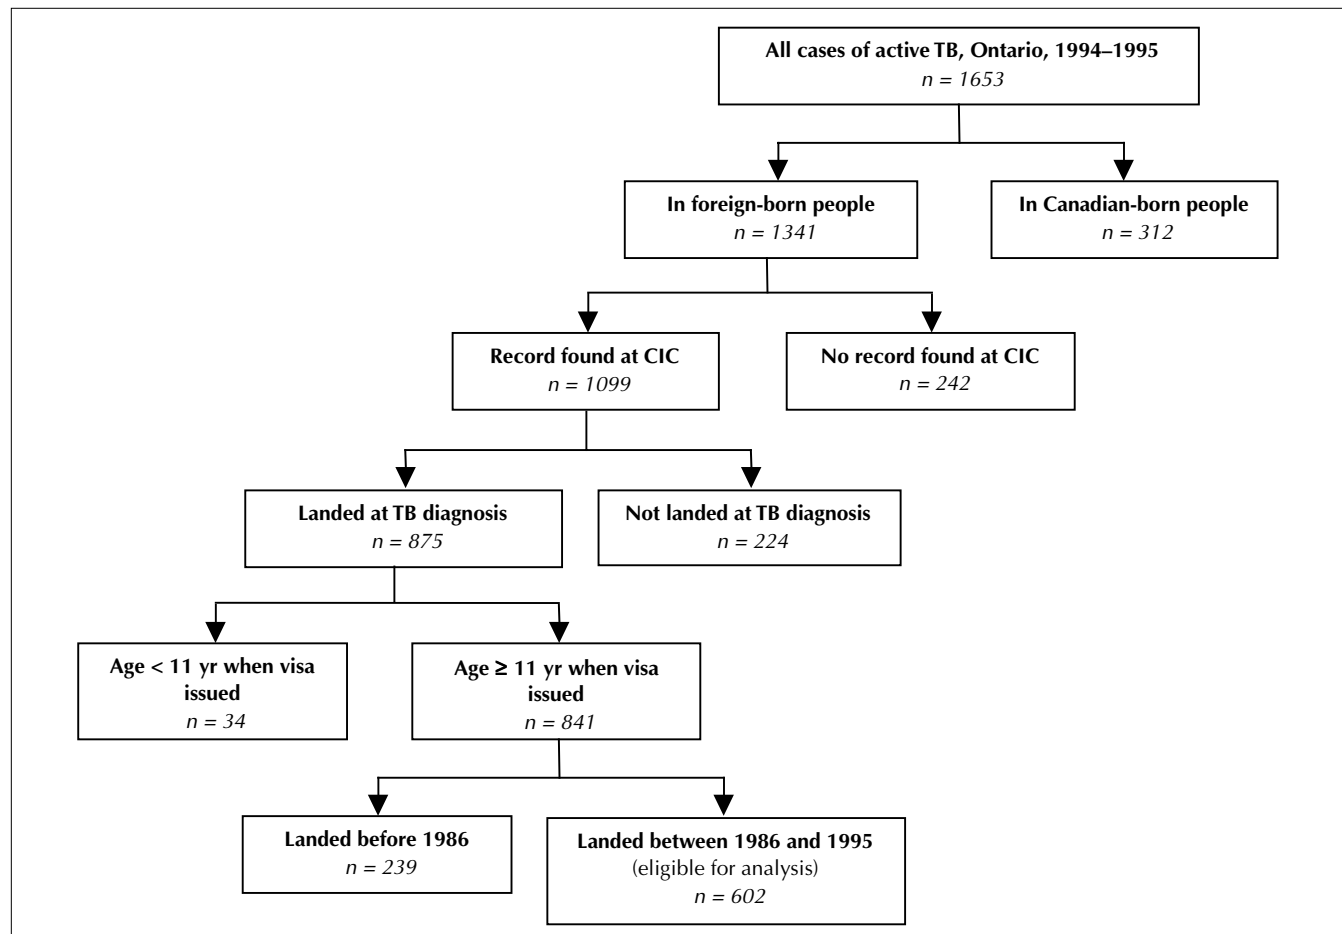 All cases of active TB, Ontario, 1994–1995
n = 1653
In foreign-born people
n = 1341
In Canadian-born people
n = 312
Record found at CIC
n = 1099
No record found at CIC
n = 242
Landed at TB diagnosis
n = 875
Not landed at TB diagnosis
n = 224
Age < 11 yr when visa
issued
n = 34
Age ≥ 11 yr when visa
issued
n = 841
Landed before 1986
n = 239
Landed between 1986 and 1995
(eligible for analysis)
n = 602